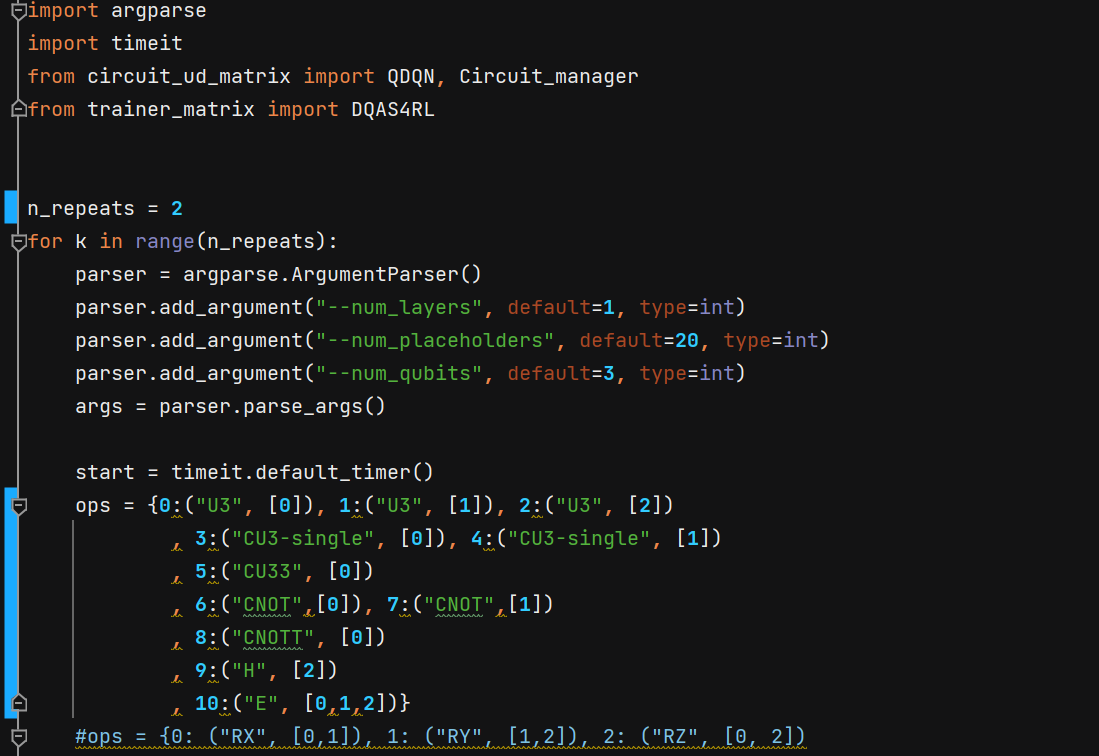 import argparse
import timeit
from circuit_ud_matrix import QDQN, Circuit_manager
from trainer_matrix import DQAS4RL
n_repeats = 2
for k in range(n_repeats):
    parser = argparse.ArgumentParser()
    parser.add_argument("--num_layers", default=1, type=int)
    parser.add_argument("--num_placeholders", default=20, type=int)
    parser.add_argument("--num_qubits", default=3, type=int)
    args = parser.parse_args()
    start = timeit.default_timer()
    ops = {0:("U3", [0]), 1:("U3", [1]), 2:("U3", [2])
            , 3:("CU3-single", [0]), 4:("CU3-single", [1])
            , 5:("CU33", [0])
            , 6:("CNOT",[0]), 7:("CNOT",[1])
            , 8:("CNOTT", [0])
            , 9:("H", [2])
            , 10:("E", [0,1,2])}
    #ops = {0: ("RX", [0,1]), 1: ("RY", [1,2]), 2: ("RZ", [0, 2])